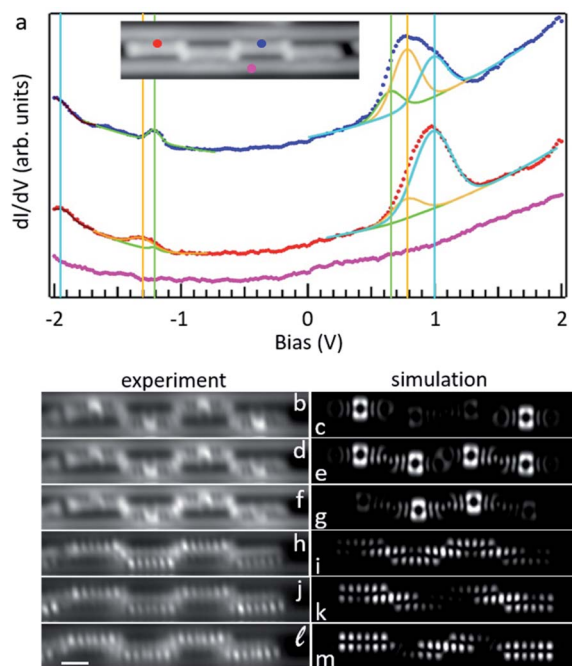 a
dI/dV (arb. units)
-2 -1 0 1 2
Bias (V)
experiment simulation
b c
d e
f g
h i
j k
ℓ m